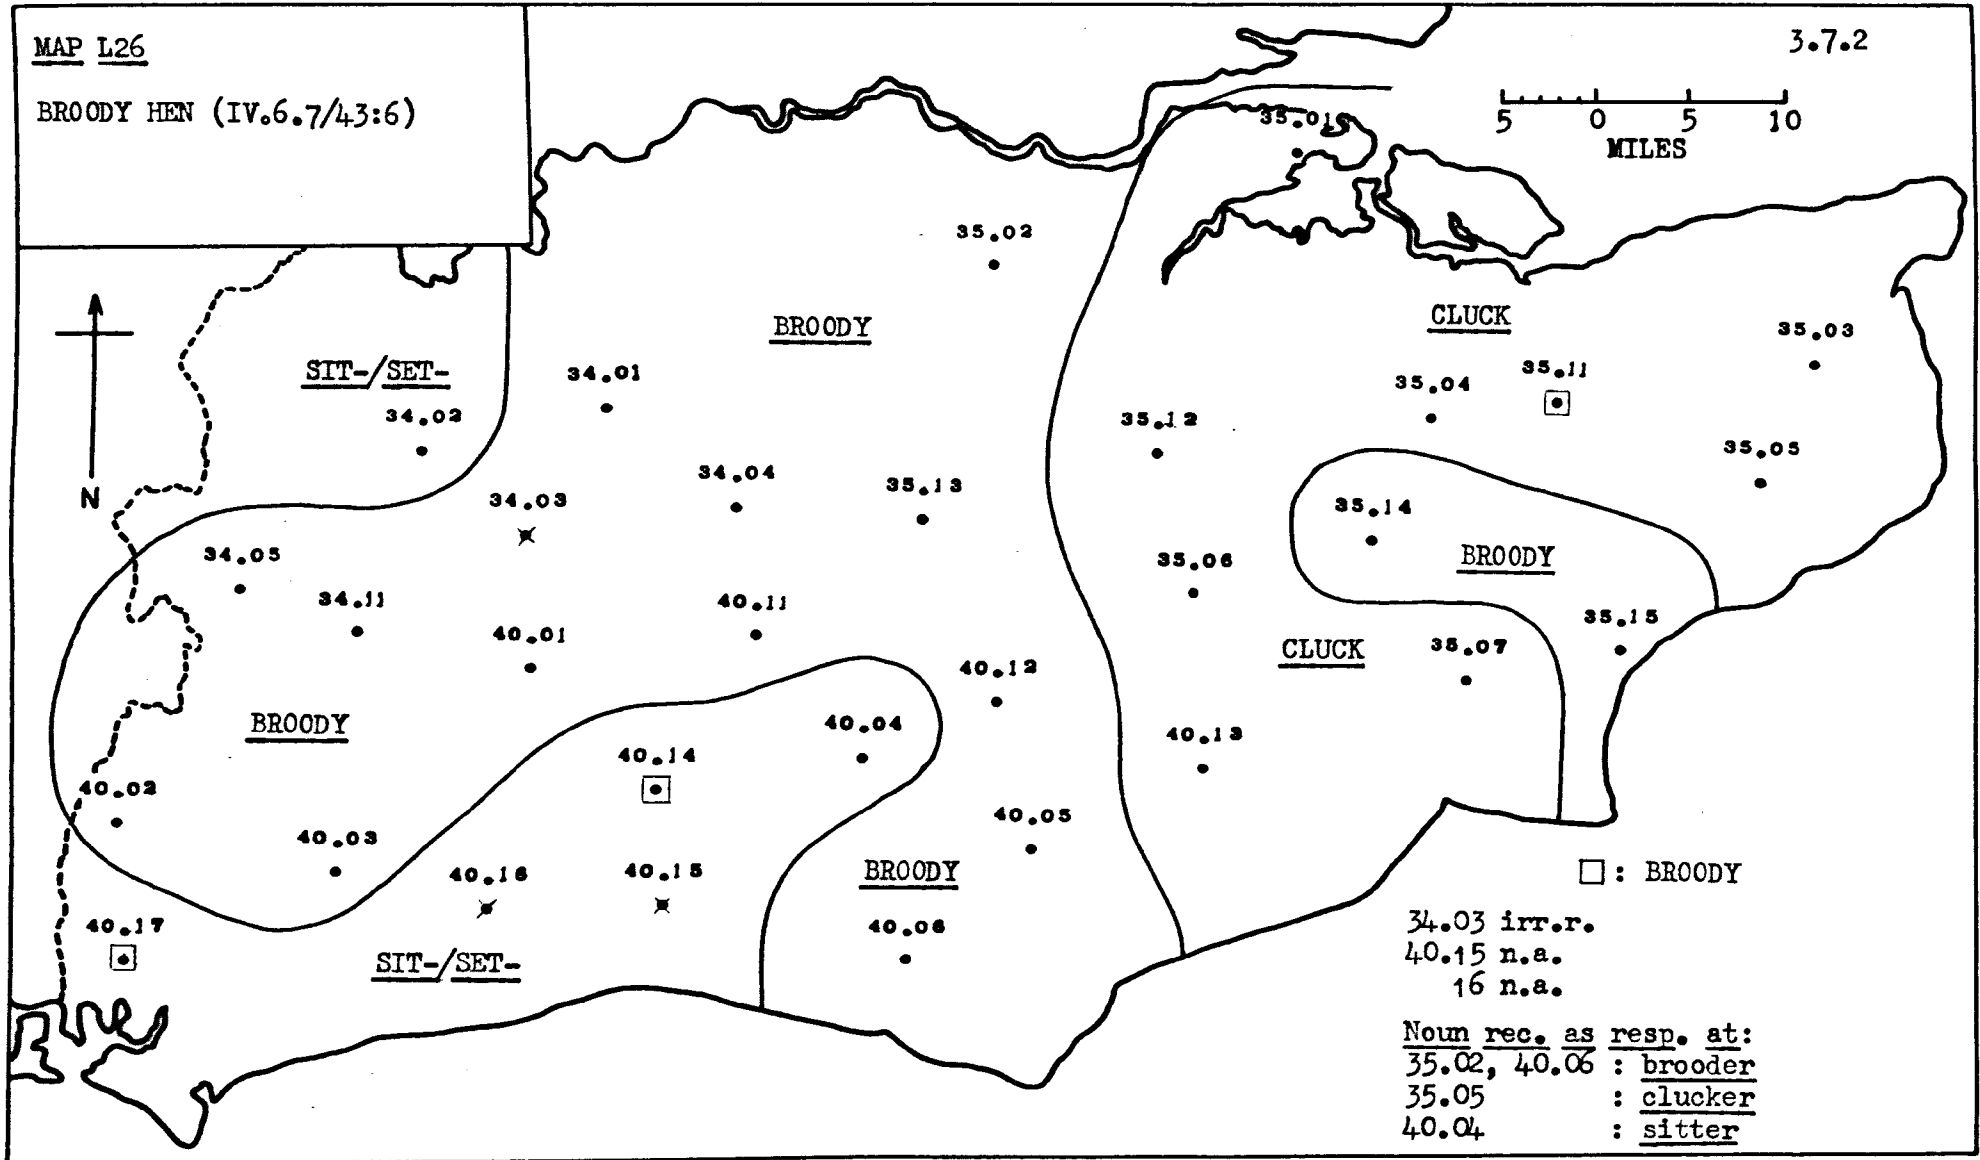 MAP L26
BROODY HEN (IV.6.7/43:6)
3.7.2
5 0 5 10
MILES
35.01
35.02
BROODY
CLUCK
35.03
SIT-/SET-
34.01
35.04
35.11
34.02
35.12
35.05
34.03
34.04
35.13
35.14
BROODY
34.05
35.06
34.11
40.11
35.15
40.01
CLUCK
35.07
40.12
BROODY
40.04
40.13
40.14
40.02
40.05
40.03
40.16
40.15
BROODY
□: BROODY
40.17
40.06
SIT-/SET-
N
34.03 irr.r.
40.15 n.a.
16 n.a.
Noun rec. as resp. at:
35.02, 40.06 : brooder
35.05 : clucker
40.04 : sitter